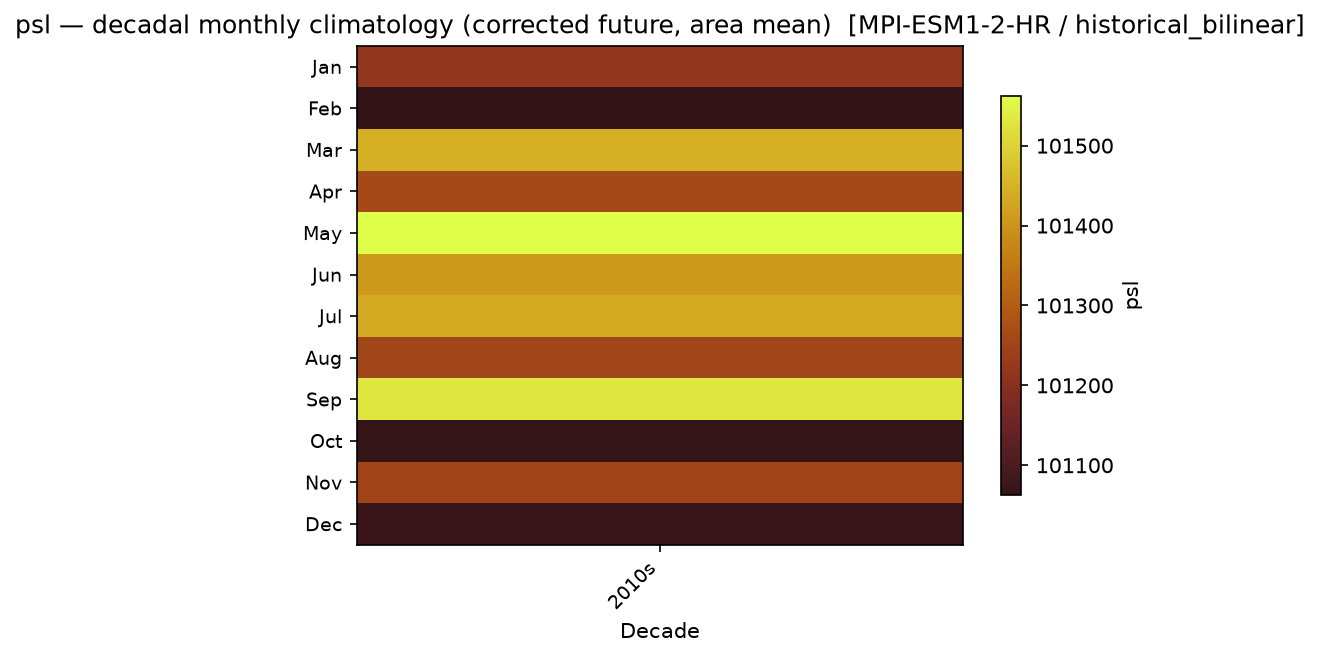 psl — decadal monthly climatology (corrected future, area mean)  [MPI-ESM1-2-HR / historical_bilinear]
Jan
Feb
Mar
Apr
May
Jun
Jul
Aug
Sep
Oct
Nov
Dec
2010s
Decade
101500
101400
101300
101200
101100
psl